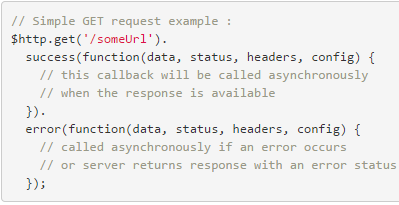 // Simple GET request example :
$http.get('/someUrl').
  success(function(data, status, headers, config) {
    // this callback will be called asynchronously
    // when the response is available
  }).
  error(function(data, status, headers, config) {
    // called asynchronously if an error occurs
    // or server returns response with an error status
  });